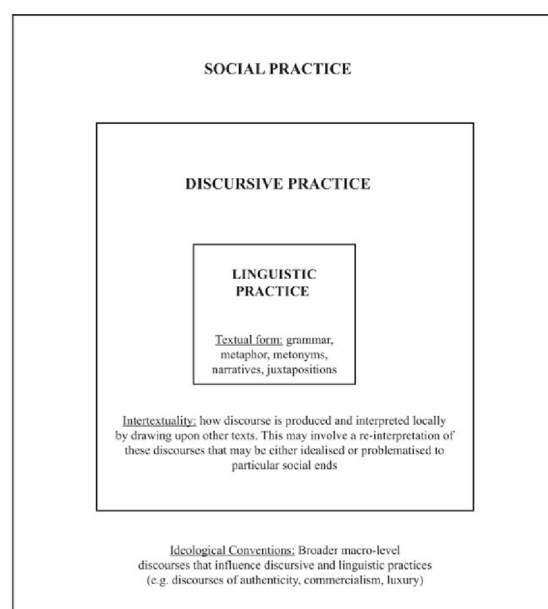 SOCIAL PRACTICE
DISCURSIVE PRACTICE
LINGUISTIC
PRACTICE
Textual form: grammar,
metaphor, metonyms,
narratives, juxtapositions
Intertextuality: how discourse is produced and interpreted locally
by drawing upon other texts. This may involve a re-interpretation of
these discourses that may be either idealised or problematised to
particular social ends
Ideological Conventions: Broader macro-level
discourses that influence discursive and linguistic practices
(e.g. discourses of authenticity, commercialism, luxury)